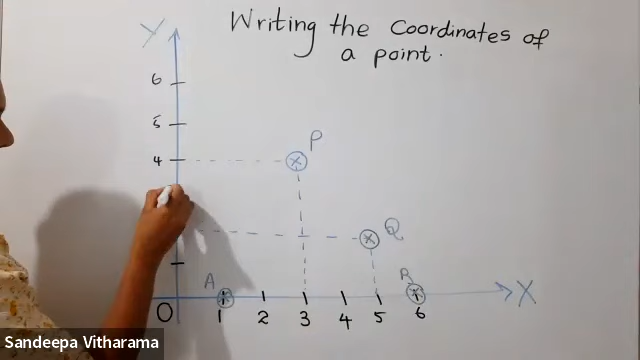 Writing the Coordinates of
a point.
Y
6
5
P
4
Q
A
R
X
O 1 2 3 4 5 6
Sandeepa Vitharama